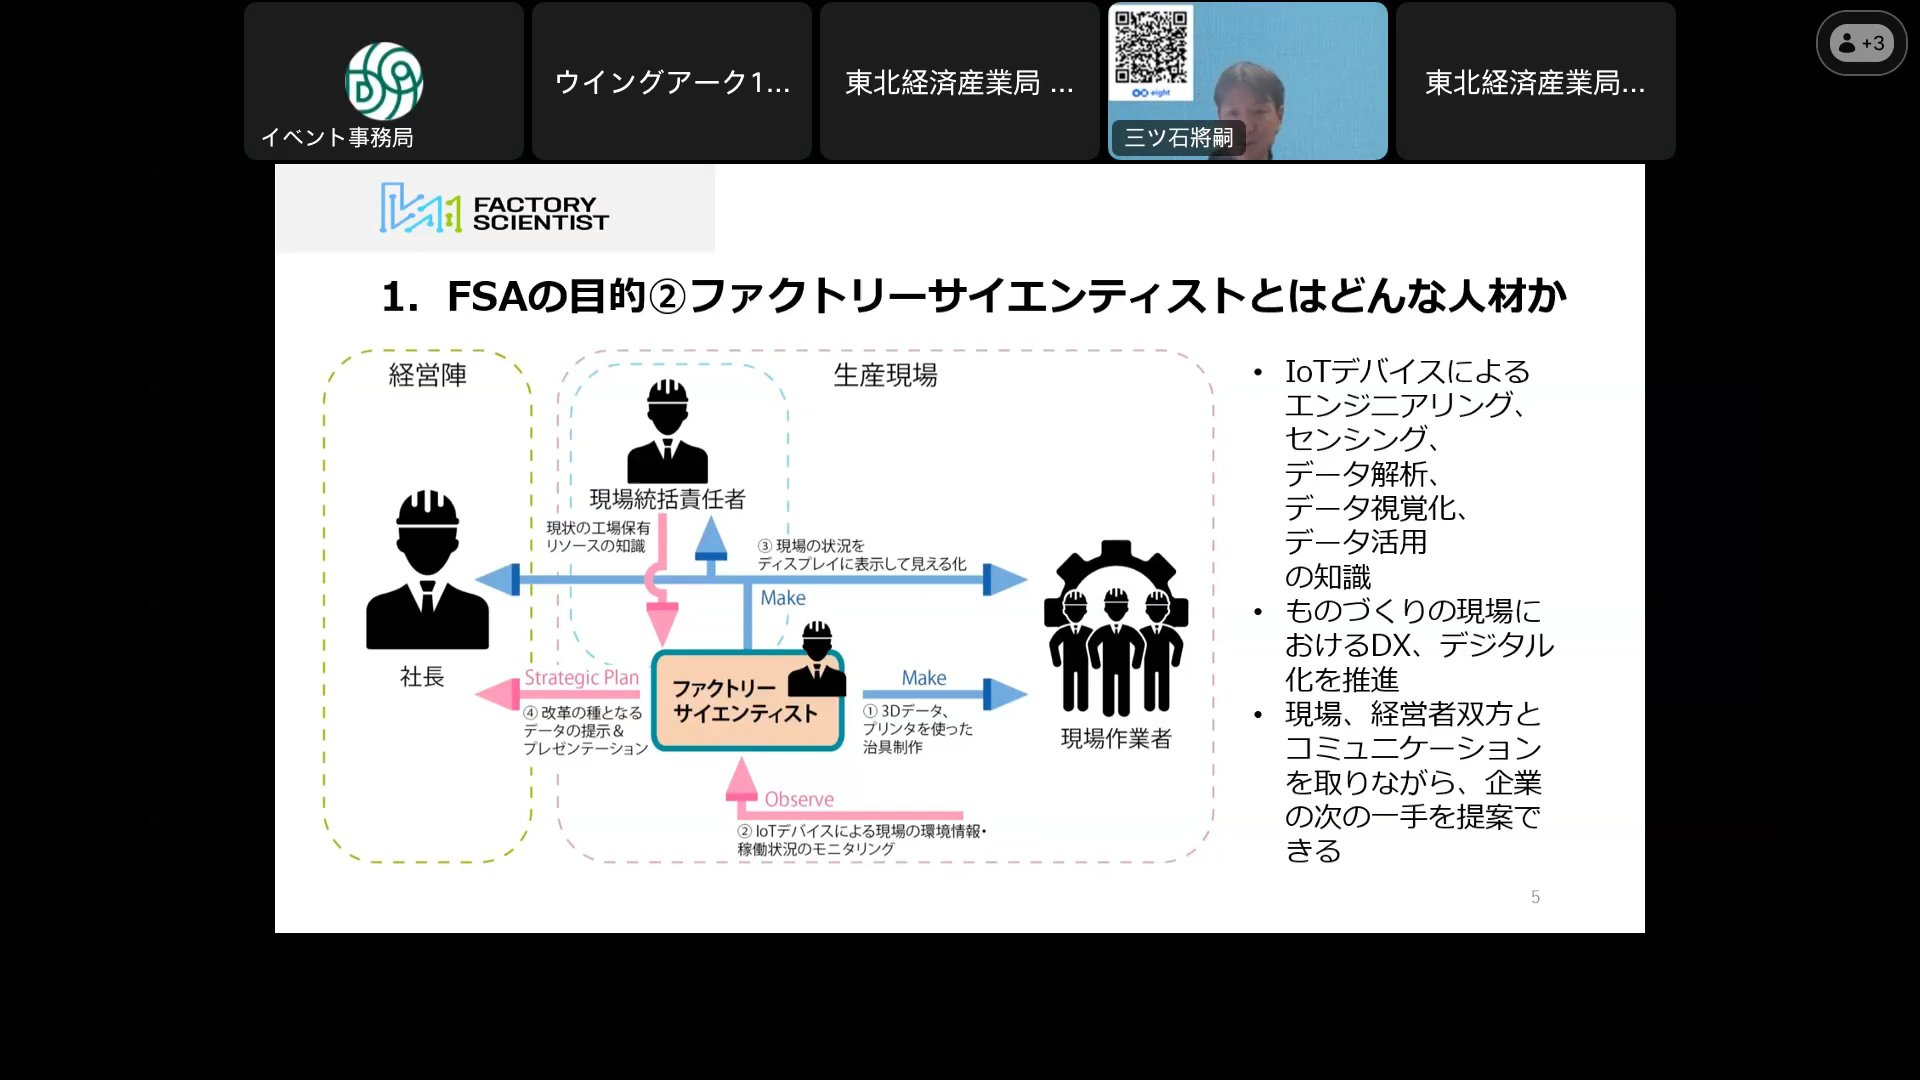 イベント事務局
ウイングアーク1...
東北経済産業局 ...
eight
三ツ石將嗣
東北経済産業局...
+3
FACTORY
SCIENTIST
1. FSAの目的②ファクトリーサイエンティストとはどんな人材か
経営陣
生産現場
現場統括責任者
現状の工場保有
リソースの知識
③ 現場の状況を
ディスプレイに表示して見える化
Make
社長
Strategic Plan
④ 改革の種となる
データの提示&
プレゼンテーション
ファクトリー
サイエンティスト
Make
① 3Dデータ、
プリンタを使った
治具制作
現場作業者
Observe
② IoTデバイスによる現場の環境情報・
稼働状況のモニタリング
• IoTデバイスによる
エンジニアリング、
センシング、
データ解析、
データ視覚化、
データ活用
の知識
• ものづくりの現場に
おけるDX、デジタル
化を推進
• 現場、経営者双方と
コミュニケーション
を取りながら、企業
の次の一手を提案で
きる
5